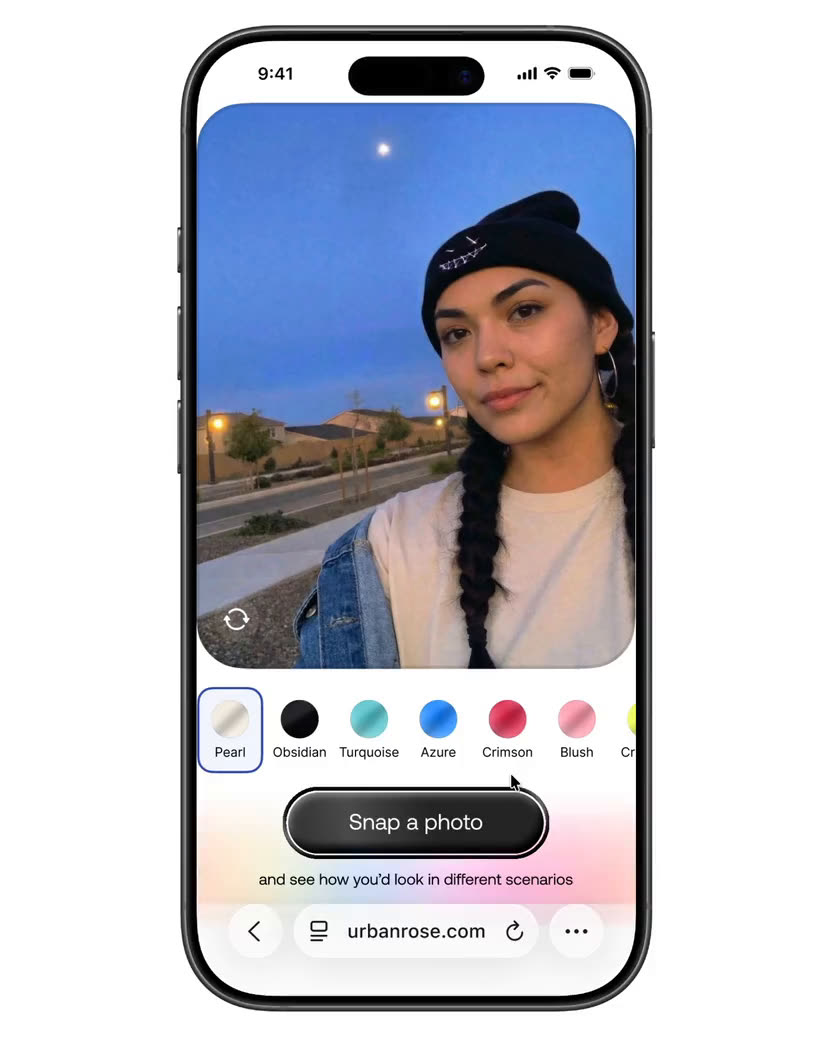 9:41
Pearl
Obsidian
Turquoise
Azure
Crimson
Blush
Cr
Snap a photo
and see how you’d look in different scenarios
urbanrose.com